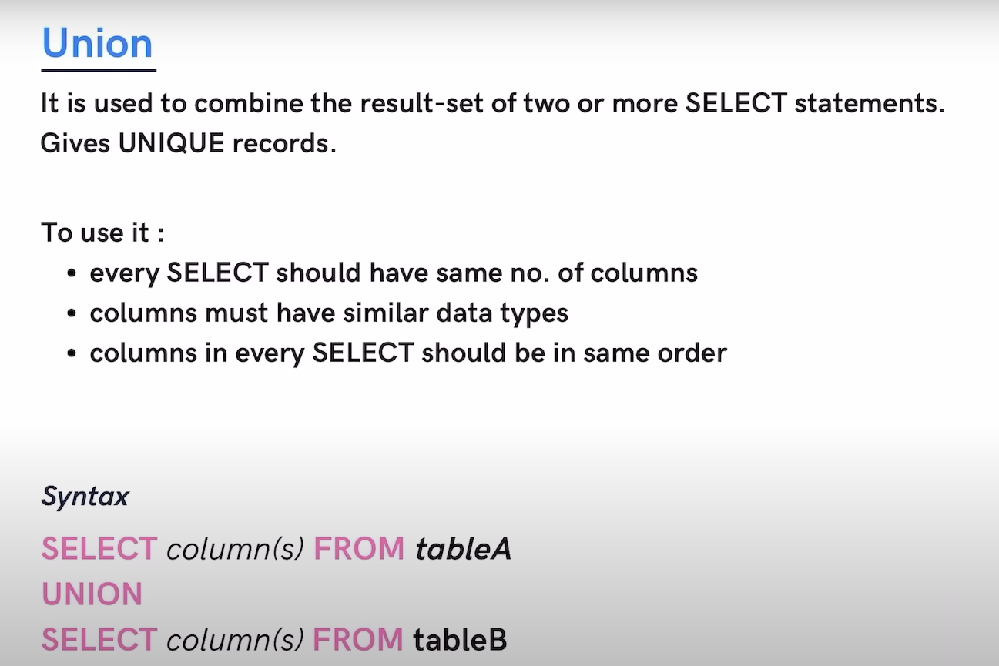 Union
It is used to combine the result-set of two or more SELECT statements.
Gives UNIQUE records.
To use it :
• every SELECT should have same no. of columns
• columns must have similar data types
• columns in every SELECT should be in same order
Syntax
SELECT column(s) FROM tableA
UNION
SELECT column(s) FROM tableB